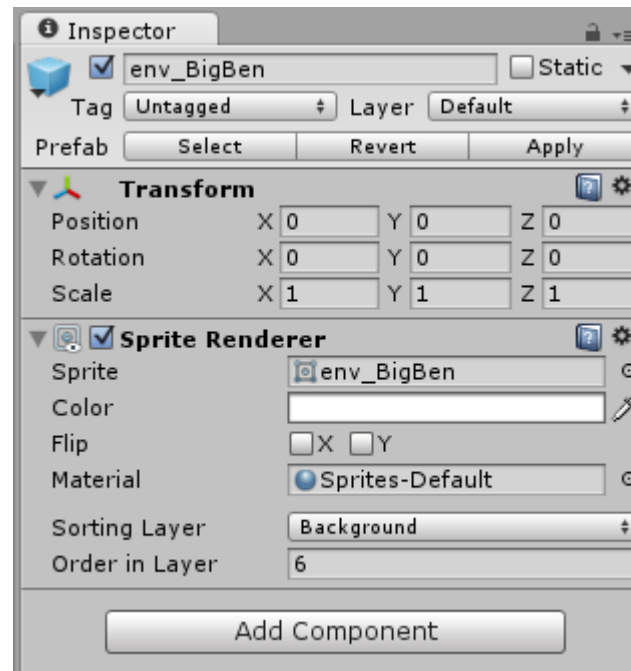 Inspector
env_BigBen Static
Tag Untagged Layer Default
Prefab Select Revert Apply
Transform
Position X 0 Y 0 Z 0
Rotation X 0 Y 0 Z 0
Scale X 1 Y 1 Z 1
Sprite Renderer
Sprite env_BigBen
Color
Flip X Y
Material Sprites-Default
Sorting Layer Background
Order in Layer 6
Add Component